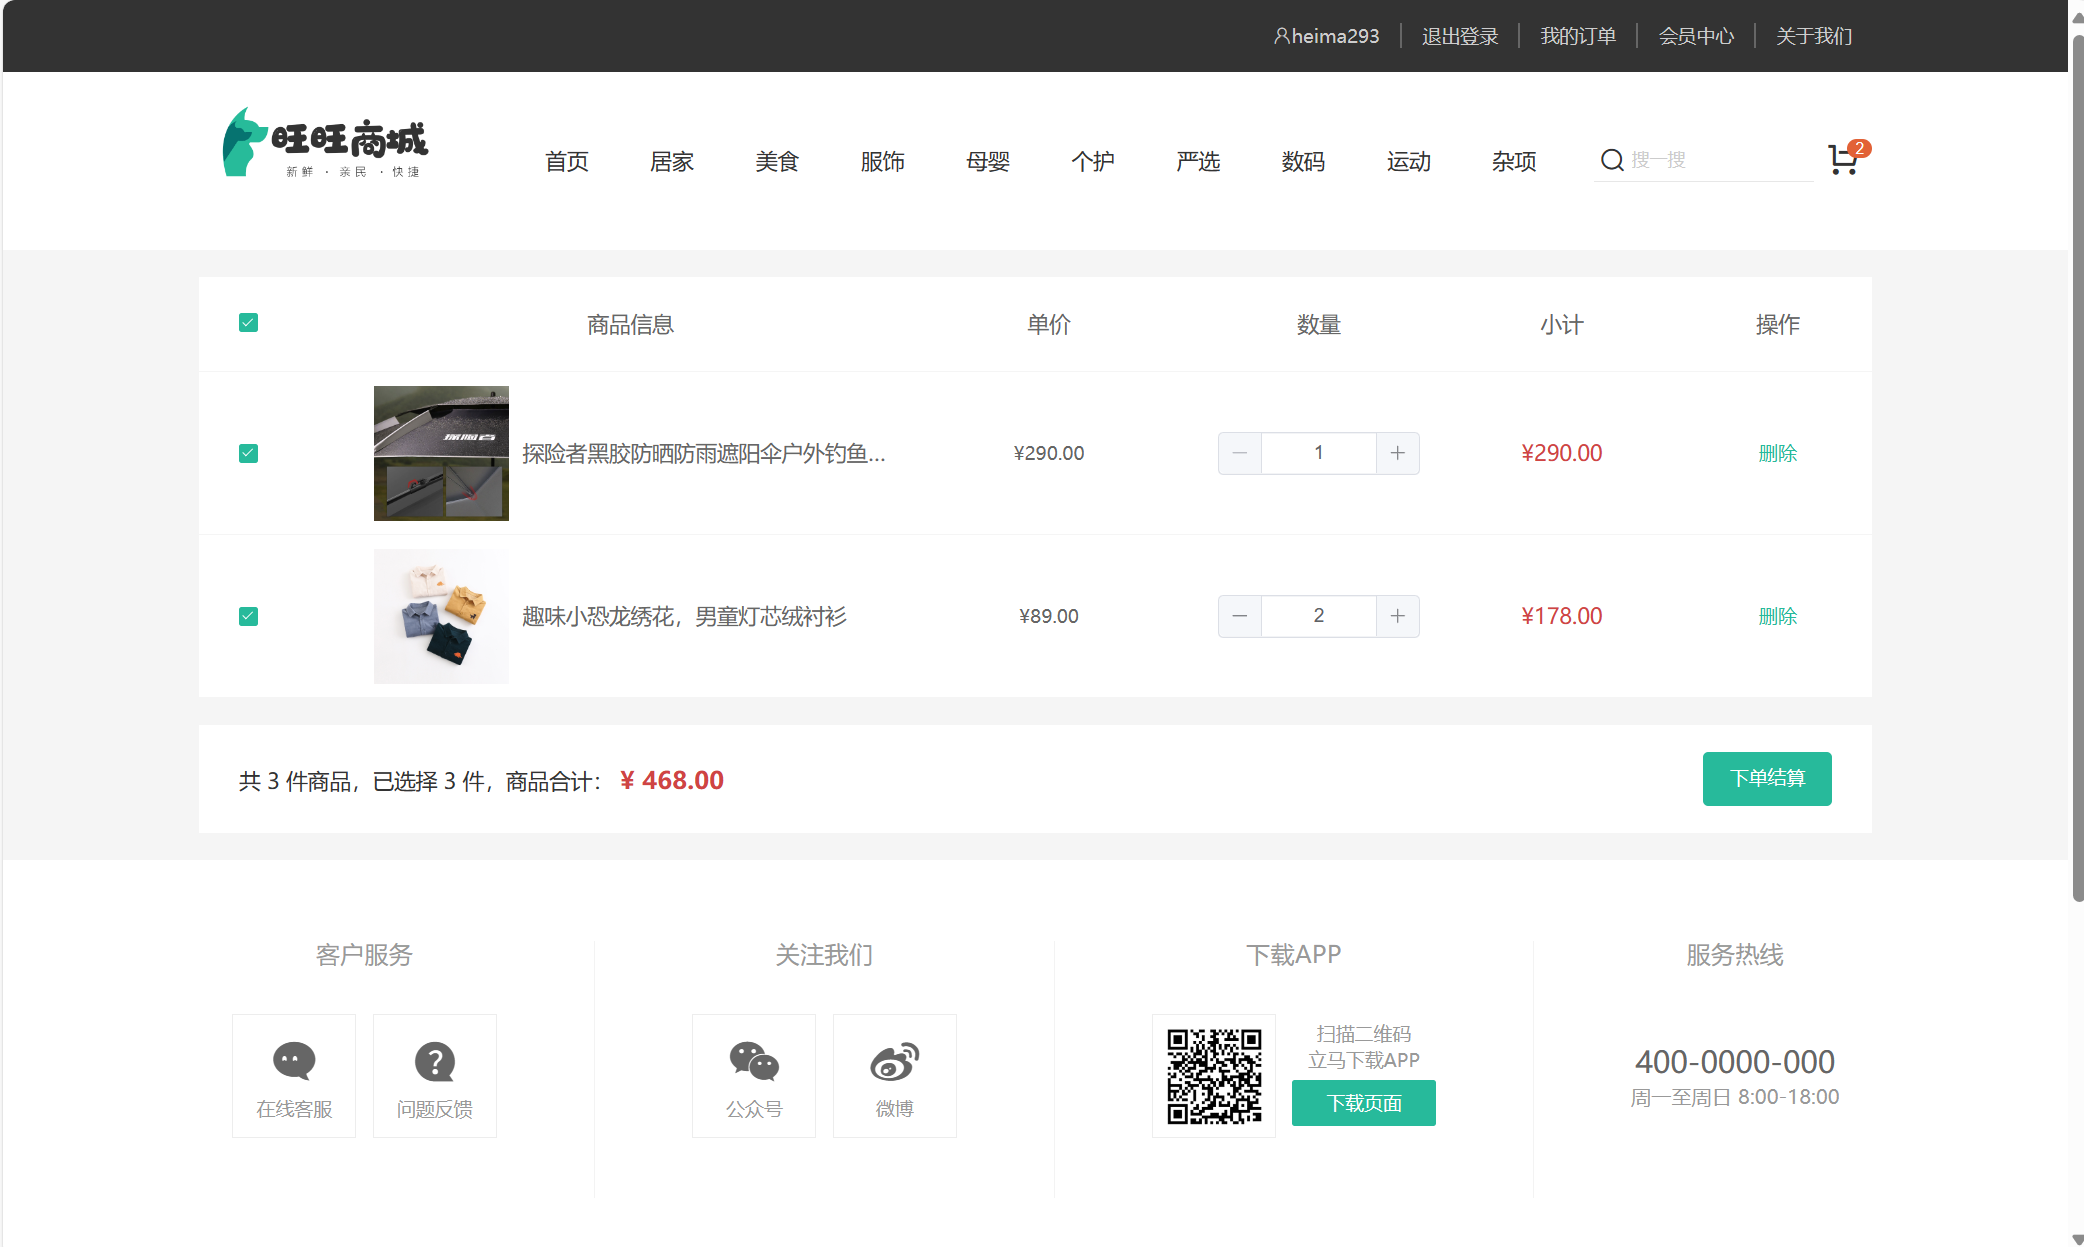 heima293 退出登录 我的订单 会员中心 关于我们
旺旺商城
新鲜 · 亲民 · 快捷
首页 居家 美食 服饰 母婴 个护 严选 数码 运动 杂项 搜一搜 2
商品信息 单价 数量 小计 操作
探险者
探险者黑胶防晒防雨遮阳伞户外钓鱼... ¥290.00 1 ¥290.00 删除
趣味小恐龙绣花，男童灯芯绒衬衫 ¥89.00 2 ¥178.00 删除
共 3 件商品，已选择 3 件，商品合计： ¥ 468.00 下单结算
客户服务 关注我们 下载APP 服务热线
在线客服 问题反馈 公众号 微博
扫描二维码
立马下载APP
下载页面
400-0000-000
周一至周日 8:00-18:00